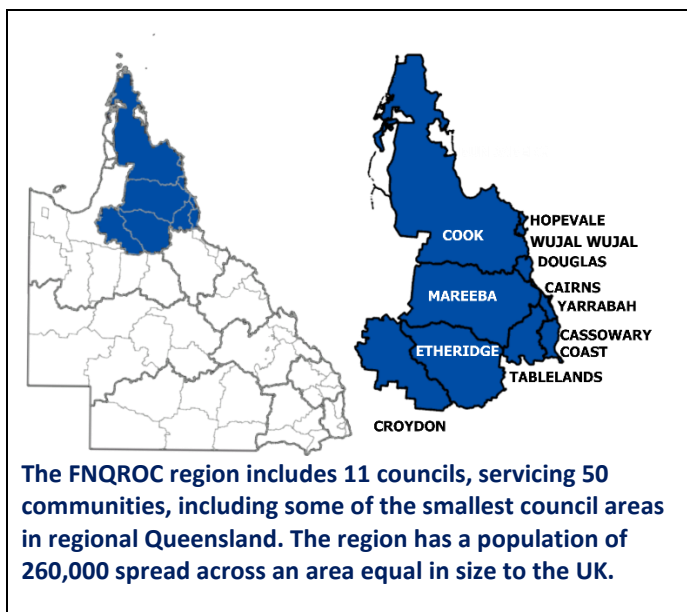 COOK
HOPEVALE
WUJAL WUJAL
DOUGLAS
MAREEBA
CAIRNS
YARRABAH
CASSOWARY
COAST
ETHERIDGE
TABLELANDS
CROYDON
The FNQROC region includes 11 councils, servicing 50
communities, including some of the smallest council areas
in regional Queensland. The region has a population of
260,000 spread across an area equal in size to the UK.